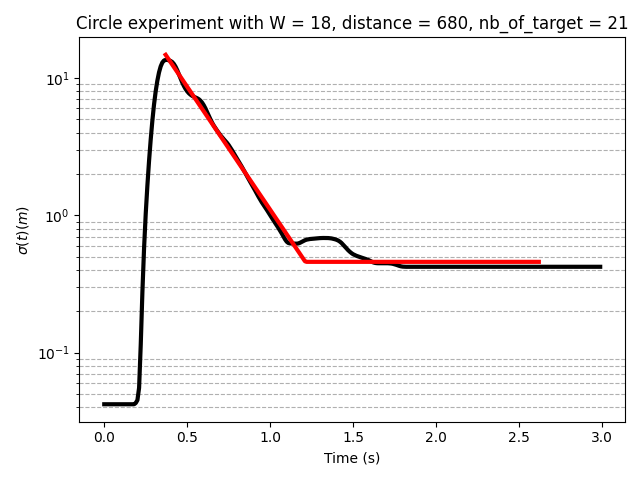 Circle experiment with W = 18, distance = 680, nb_of_target = 21
10¹
10⁰
10⁻¹
σ(t)(m)
0.0 0.5 1.0 1.5 2.0 2.5 3.0
Time (s)